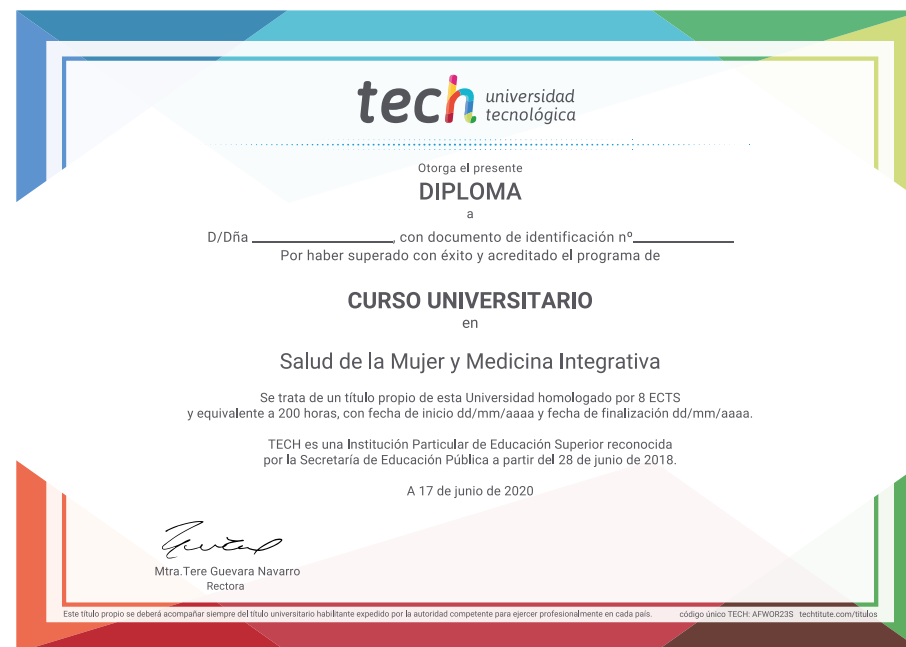 tech universidad
tecnológica
Otorga el presente
DIPLOMA
a
D/Dña ____________________, con documento de identificación nº______________
Por haber superado con éxito y acreditado el programa de
CURSO UNIVERSITARIO
en
Salud de la Mujer y Medicina Integrativa
Se trata de un título propio de esta Universidad homologado por 8 ECTS
y equivalente a 200 horas, con fecha de inicio dd/mm/aaaa y fecha de finalización dd/mm/aaaa.
TECH es una Institución Particular de Educación Superior reconocida
por la Secretaría de Educación Pública a partir del 28 de junio de 2018.
A 17 de junio de 2020
Mtra.Tere Guevara Navarro
Rectora
Este título propio se deberá acompañar siempre del título universitario habilitante expedido por la autoridad competente para ejercer profesionalmente en cada país. código único TECH: AFWOR23S techtitute.com/titulos